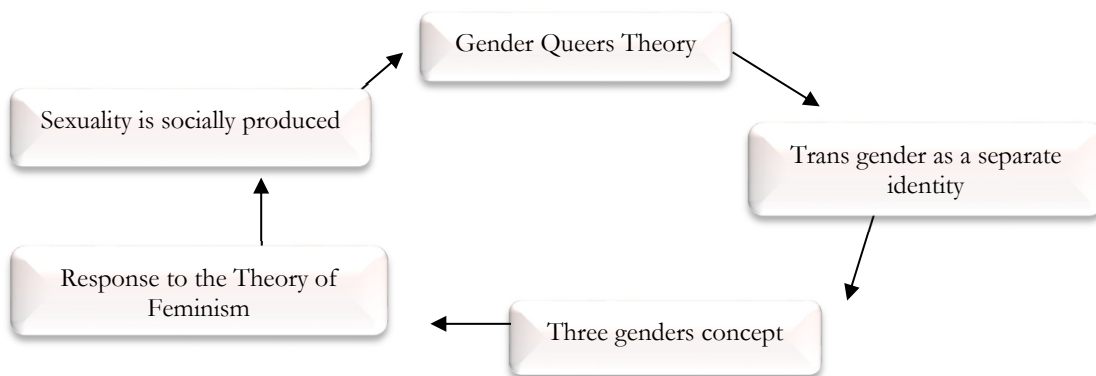 Gender Queers Theory
Sexuality is socially produced
Trans gender as a separate
identity
Response to the Theory of
Feminism
Three genders concept